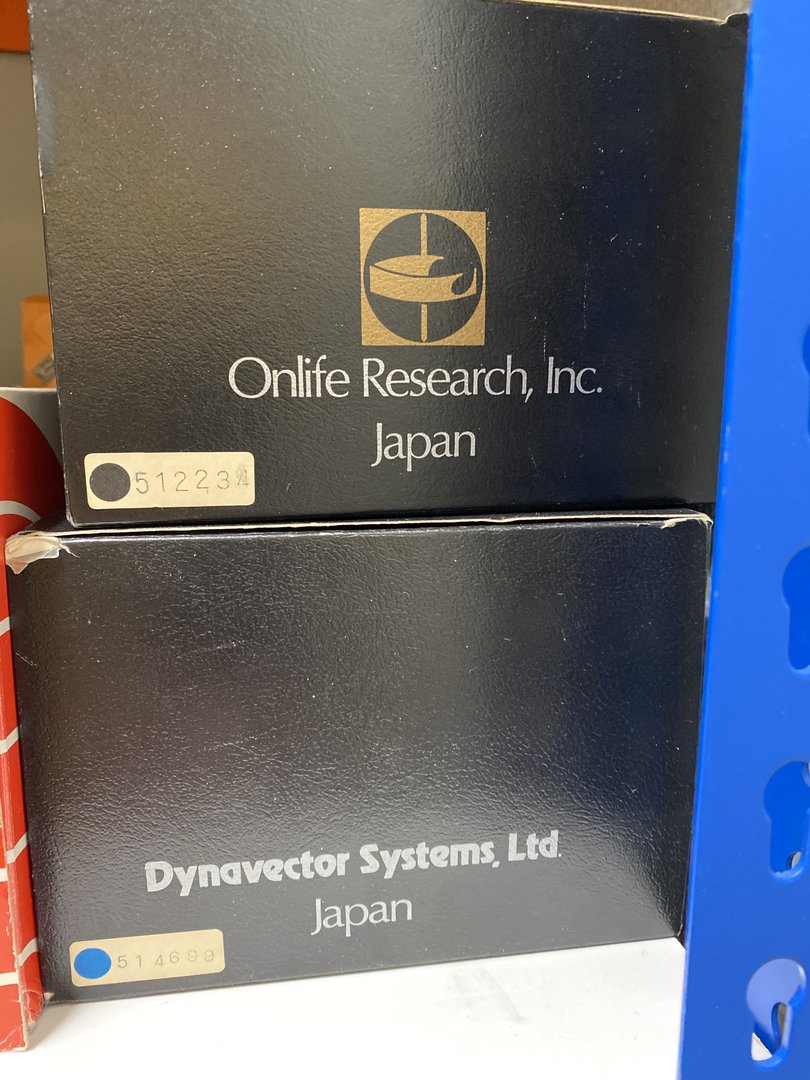 Onlife Research, Inc.
Japan
512234
Dynavector Systems, Ltd.
Japan
514699